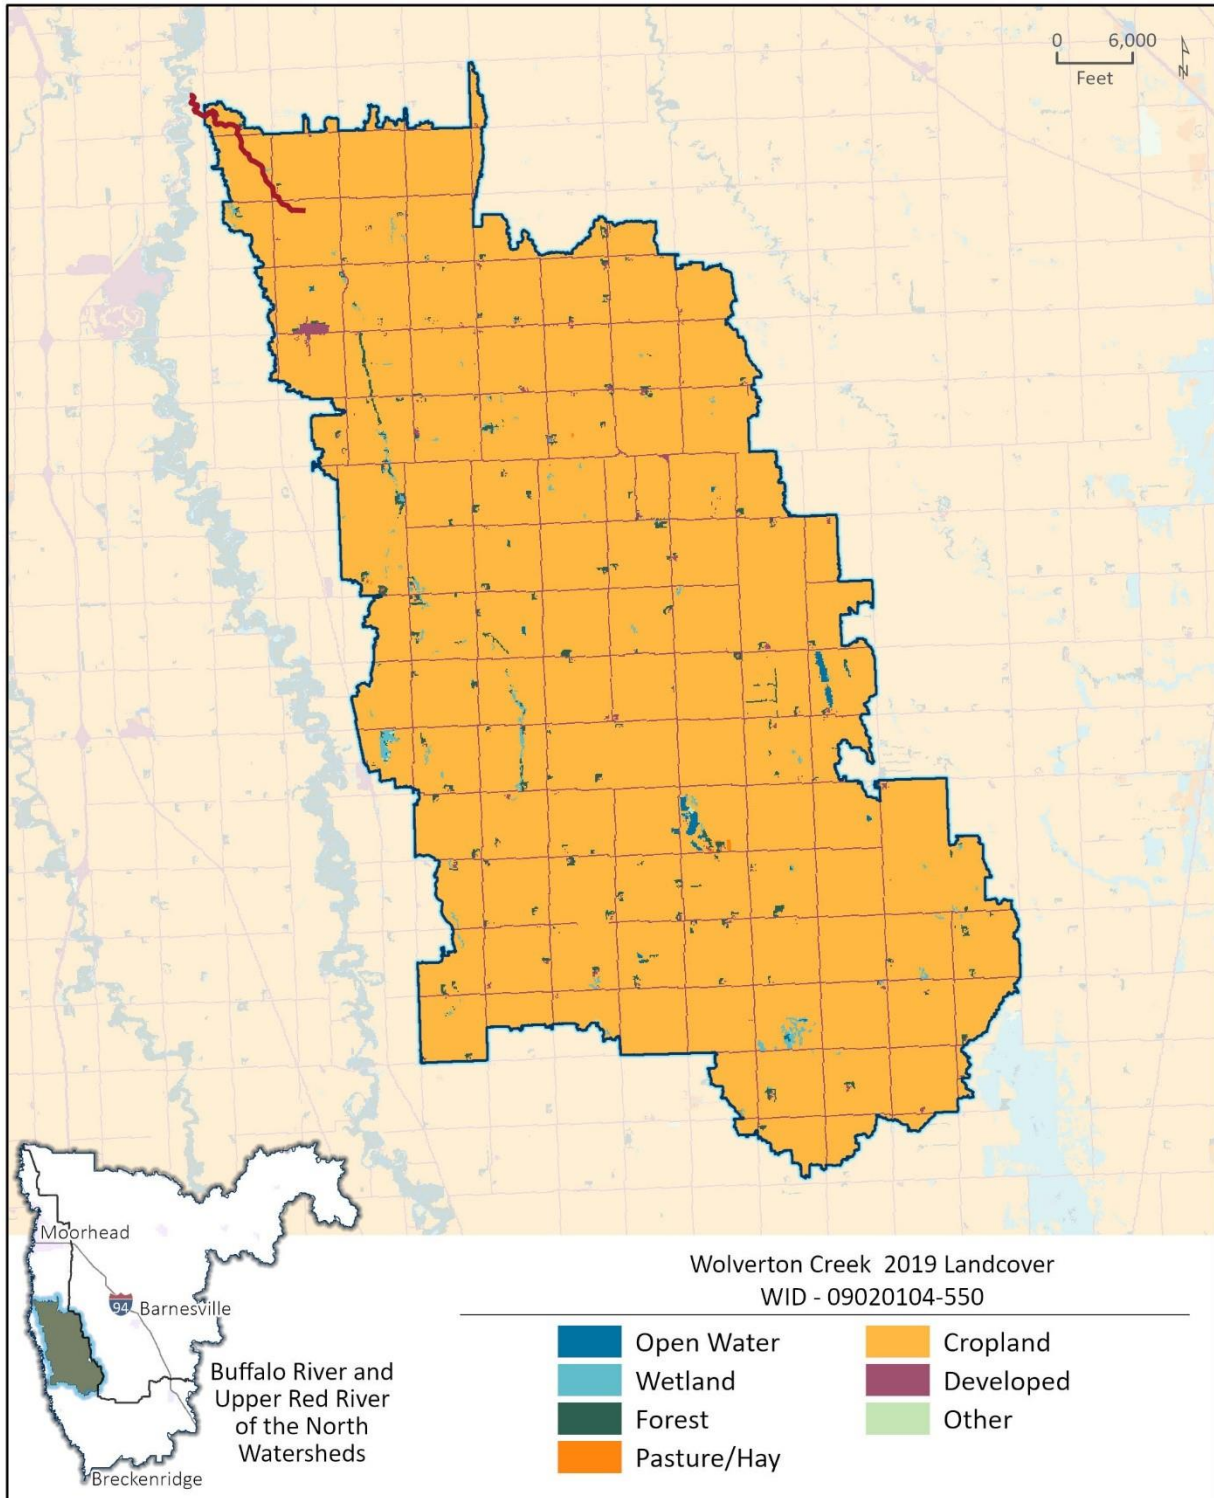 0 6,000
Feet
N
Moorhead
94
Barnesville
Buffalo River and
Upper Red River
of the North
Watersheds
Breckenridge
Wolverton Creek 2019 Landcover
WID - 09020104-550
Open Water
Wetland
Forest
Pasture/Hay
Cropland
Developed
Other